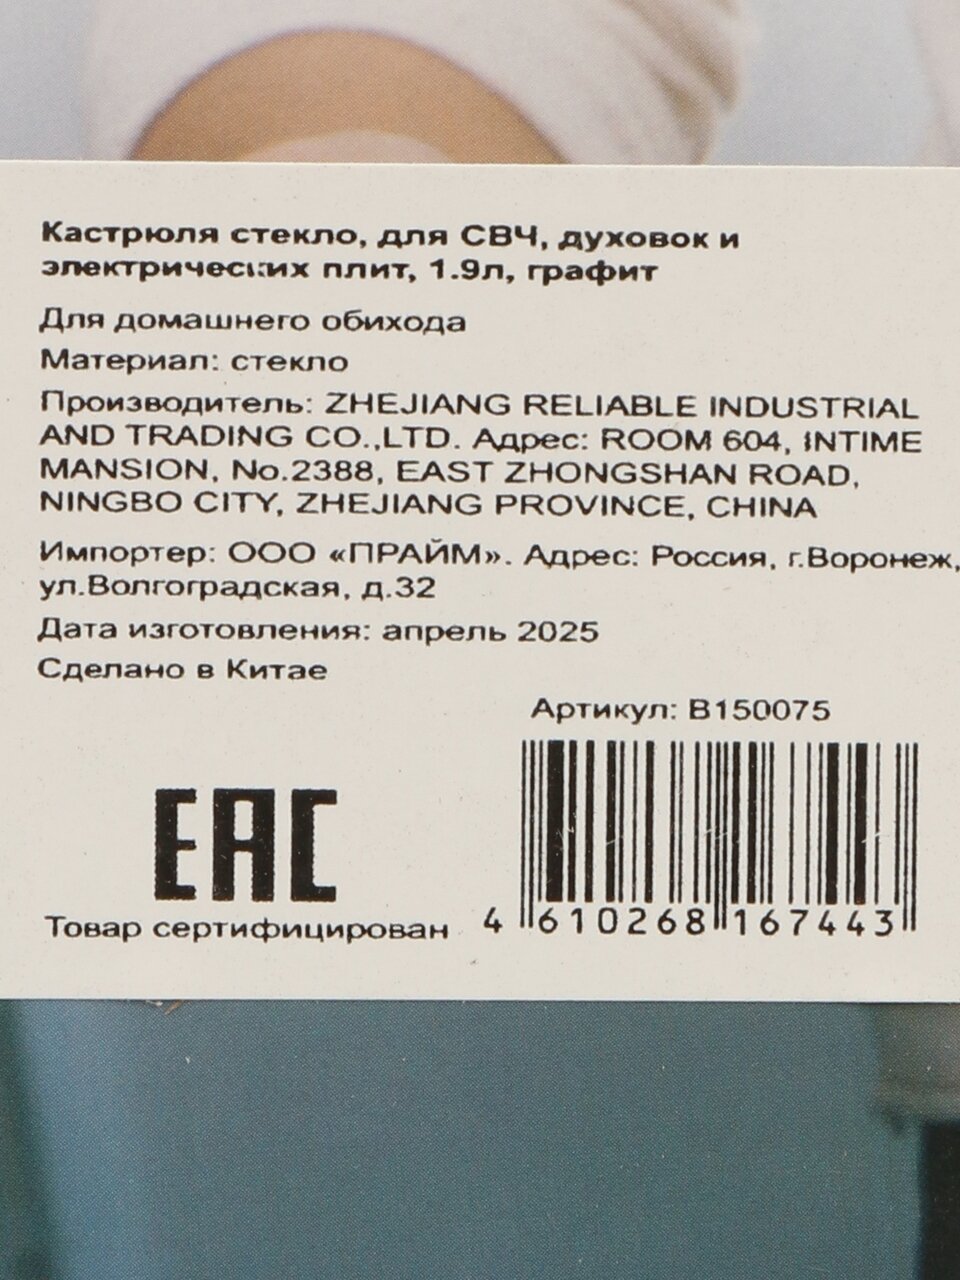 Кастрюля стекло, для СВЧ, духовок и
электрических плит, 1.9л, графит
Для домашнего обихода
Материал: стекло
Производитель: ZHEJIANG RELIABLE INDUSTRIAL
AND TRADING CO.,LTD. Адрес: ROOM 604, INTIME
MANSION, No.2388, EAST ZHONGSHAN ROAD,
NINGBO CITY, ZHEJIANG PROVINCE, CHINA
Импортер: ООО «ПРАЙМ». Адрес: Россия, г.Воронеж,
ул.Волгоградская, д.32
Дата изготовления: апрель 2025
Сделано в Китае
Артикул: B150075
EAC
Товар сертифицирован
4 610268 167443